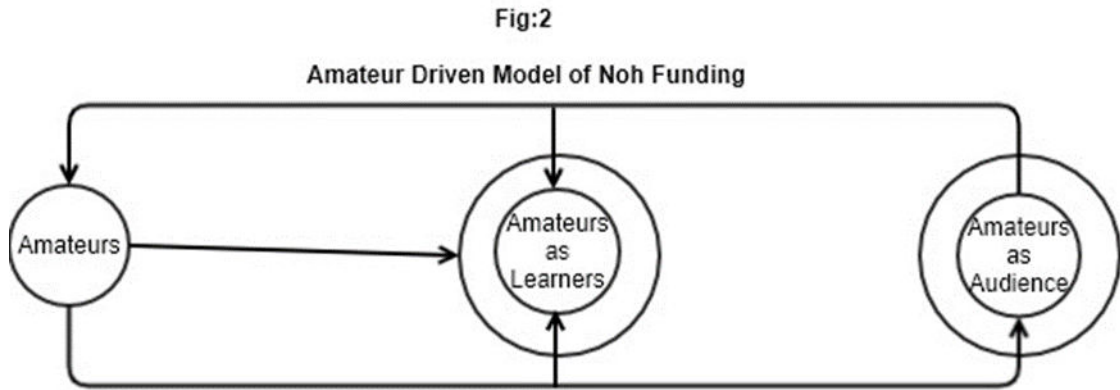 Fig:2
Amateur Driven Model of Noh Funding
Amateurs
Amateurs
as
Learners
Amateurs
as
Audience